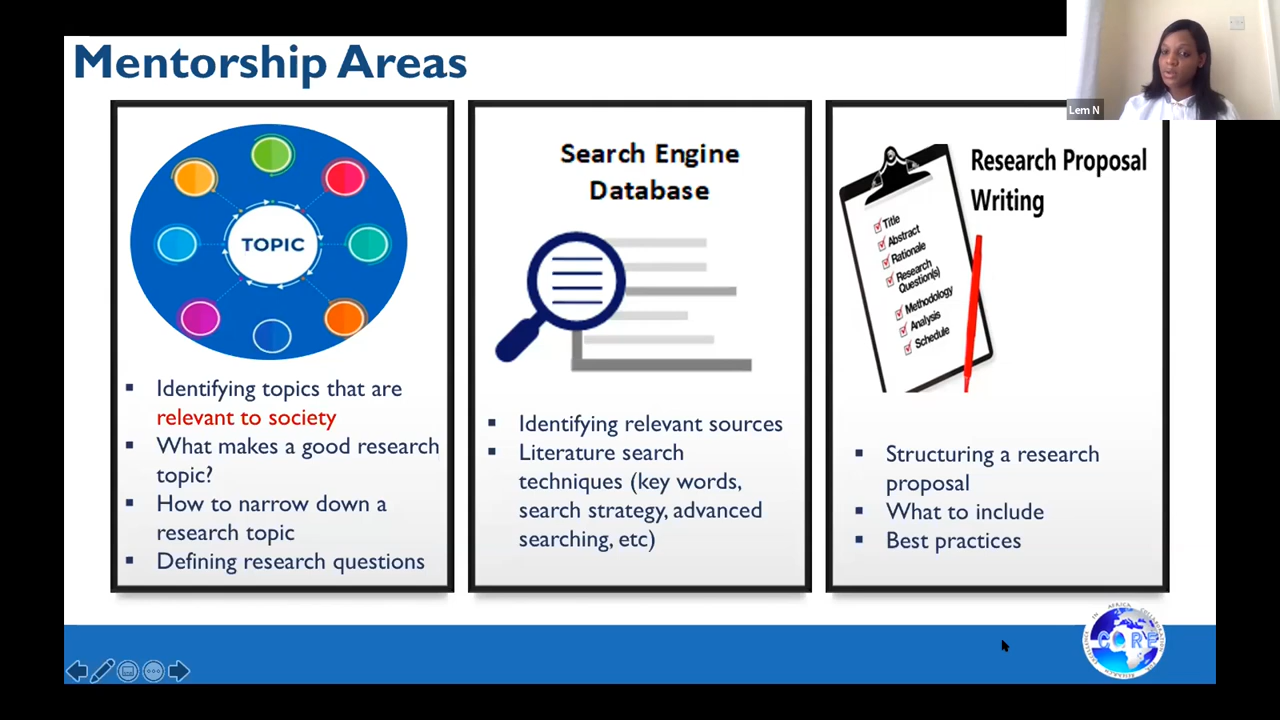 Mentorship Areas
Lem N
TOPIC
Identifying topics that are
relevant to society
What makes a good research
topic?
How to narrow down a
research topic
Defining research questions
Search Engine
Database
Identifying relevant sources
Literature search
techniques (key words,
search strategy, advanced
searching, etc)
Research Proposal
Writing
Title
Abstract
Rationale
Research
Question(s)
Methodology
Analysis
Schedule
Structuring a research
proposal
What to include
Best practices
CORE